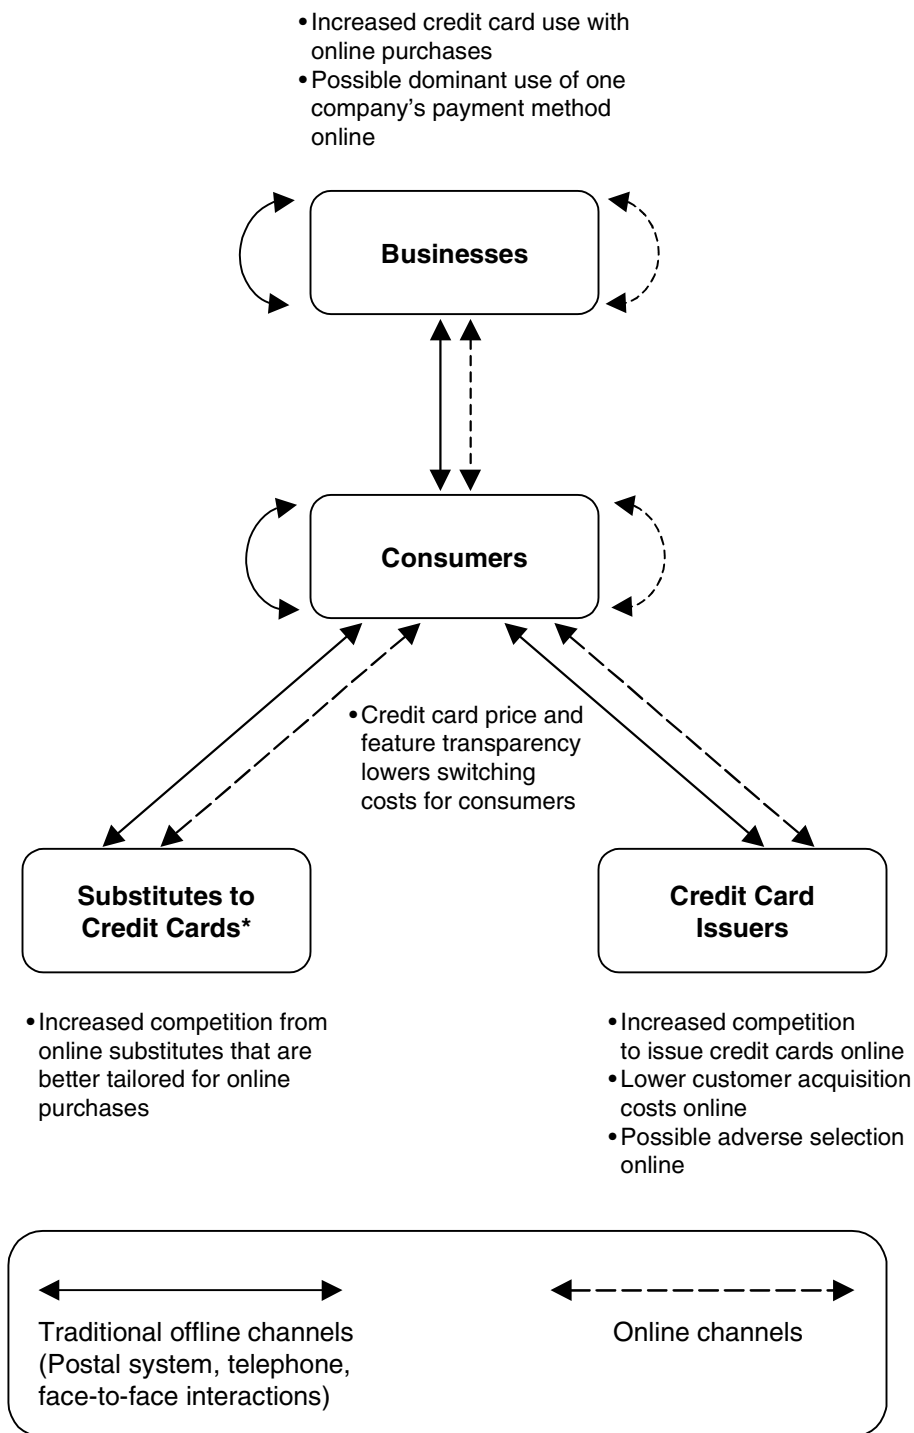 •Increased credit card use with
online purchases
•Possible dominant use of one
company’s payment method
online
Businesses
Consumers
•Credit card price and
feature transparency
lowers switching
costs for consumers
Substitutes to
Credit Cards*
Credit Card
Issuers
•Increased competition from
online substitutes that are
better tailored for online
purchases
•Increased competition
to issue credit cards online
•Lower customer acquisition
costs online
•Possible adverse selection
online
Traditional offline channels
(Postal system, telephone,
face-to-face interactions)
Online channels